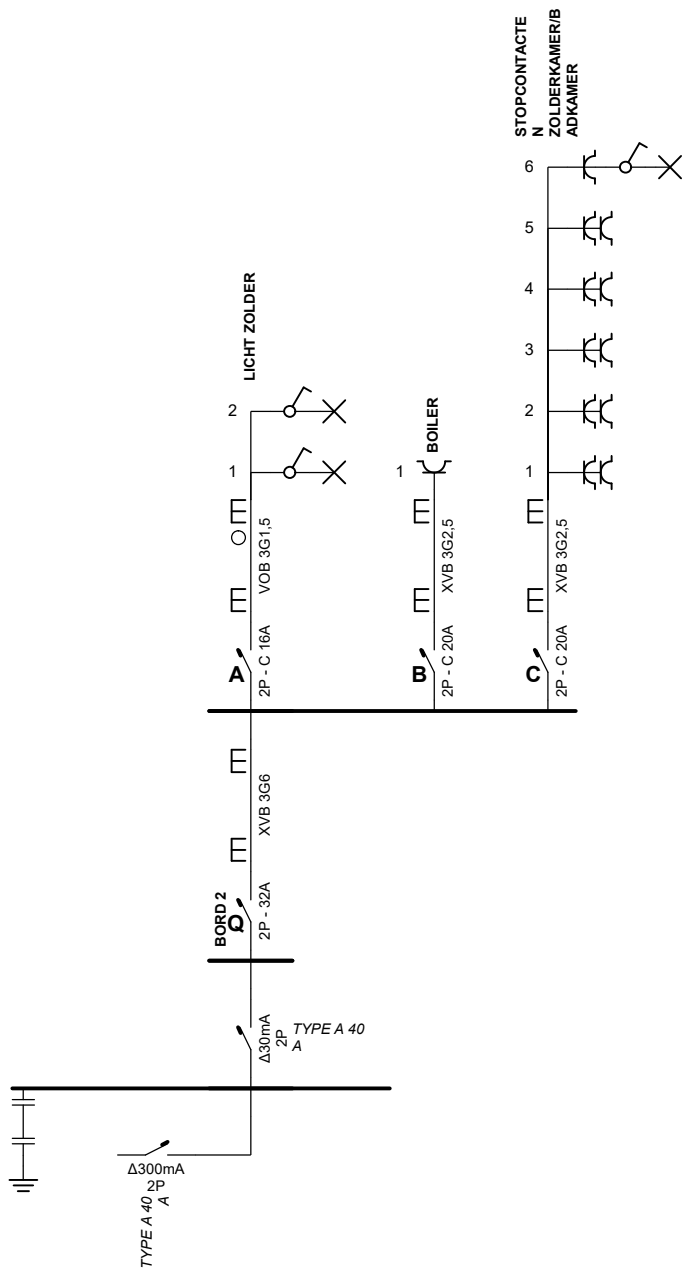 STOPCONTACTE
N
ZOLDERKAMER/B
ADKAMER
6
5
4
3
2
1
LICHT ZOLDER
2
1
BOILER
1
VOB 3G1,5
XVB 3G2,5
XVB 3G2,5
A
2P - C 16A
B
2P - C 20A
C
2P - C 20A
XVB 3G6
BORD 2
Q
2P - 32A
Δ30mA
2P
TYPE A 40
A
Δ300mA
2P
TYPE A 40
A